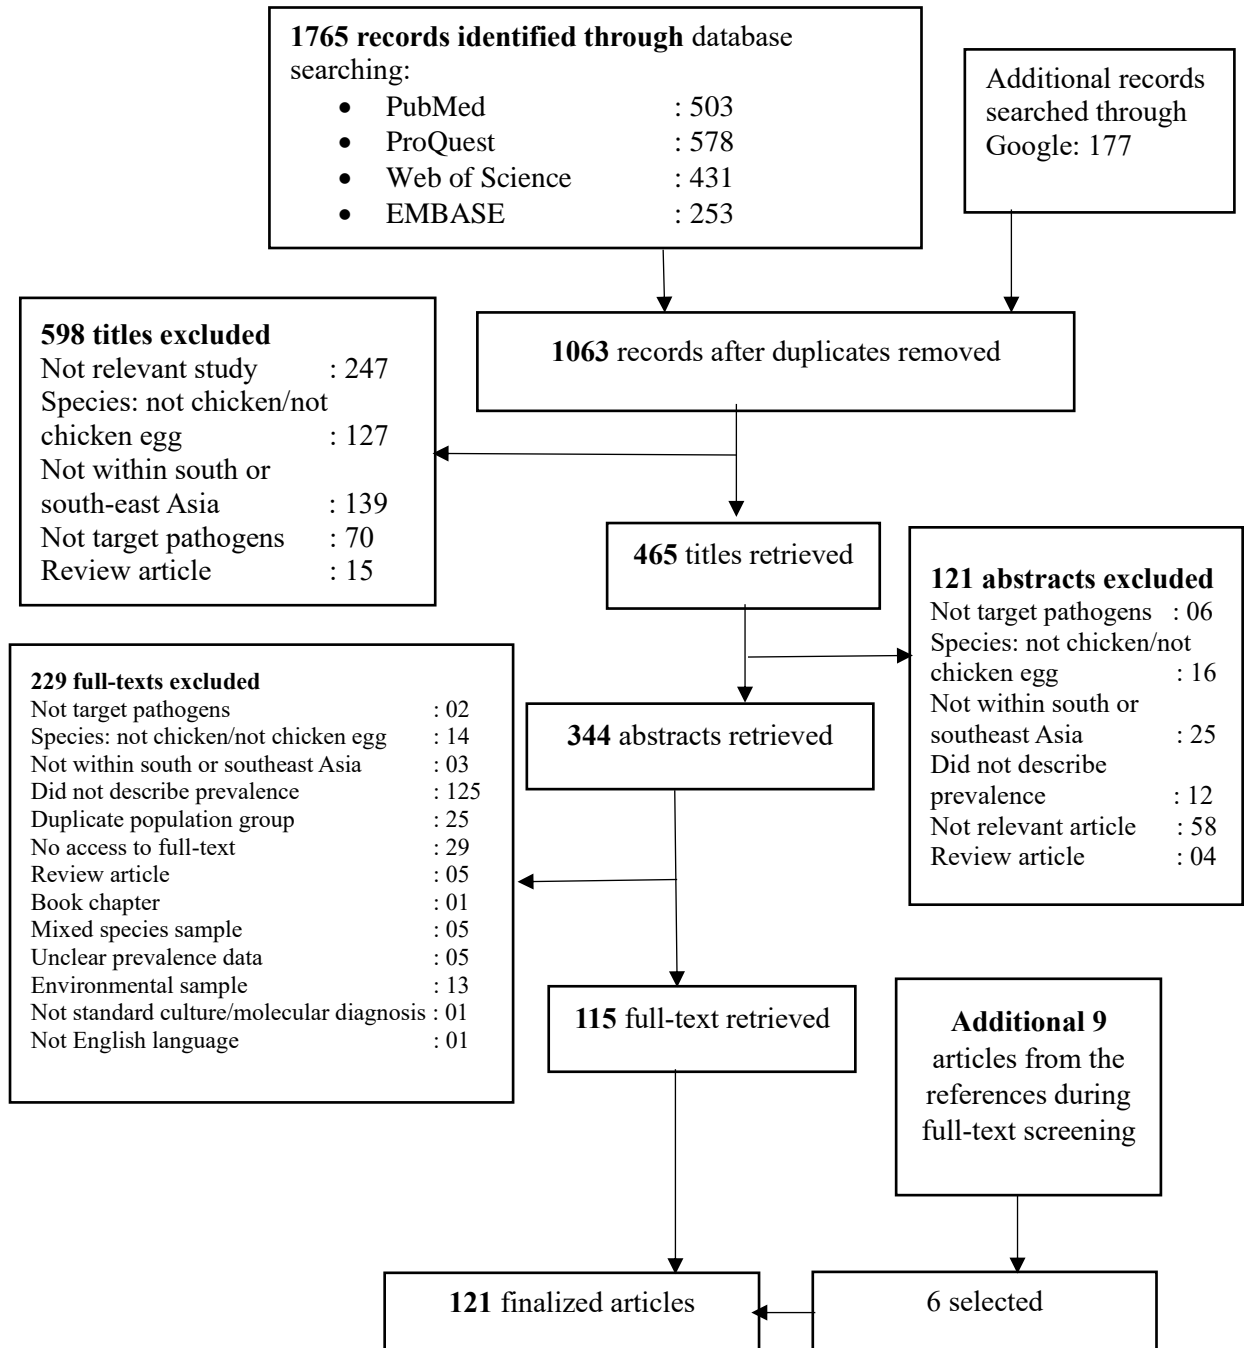 1765 records identified through database
searching:
• PubMed : 503
• ProQuest : 578
• Web of Science : 431
• EMBASE : 253
Additional records
searched through
Google: 177
1063 records after duplicates removed
598 titles excluded
Not relevant study : 247
Species: not chicken/not
chicken egg : 127
Not within south or
south-east Asia : 139
Not target pathogens : 70
Review article : 15
465 titles retrieved
121 abstracts excluded
Not target pathogens : 06
Species: not chicken/not
chicken egg : 16
Not within south or
southeast Asia : 25
Did not describe
prevalence : 12
Not relevant article : 58
Review article : 04
344 abstracts retrieved
229 full-texts excluded
Not target pathogens : 02
Species: not chicken/not chicken egg : 14
Not within south or southeast Asia : 03
Did not describe prevalence : 125
Duplicate population group : 25
No access to full-text : 29
Review article : 05
Book chapter : 01
Mixed species sample : 05
Unclear prevalence data : 05
Environmental sample : 13
Not standard culture/molecular diagnosis : 01
Not English language : 01
115 full-text retrieved
Additional 9
articles from the
references during
full-text screening
121 finalized articles
6 selected